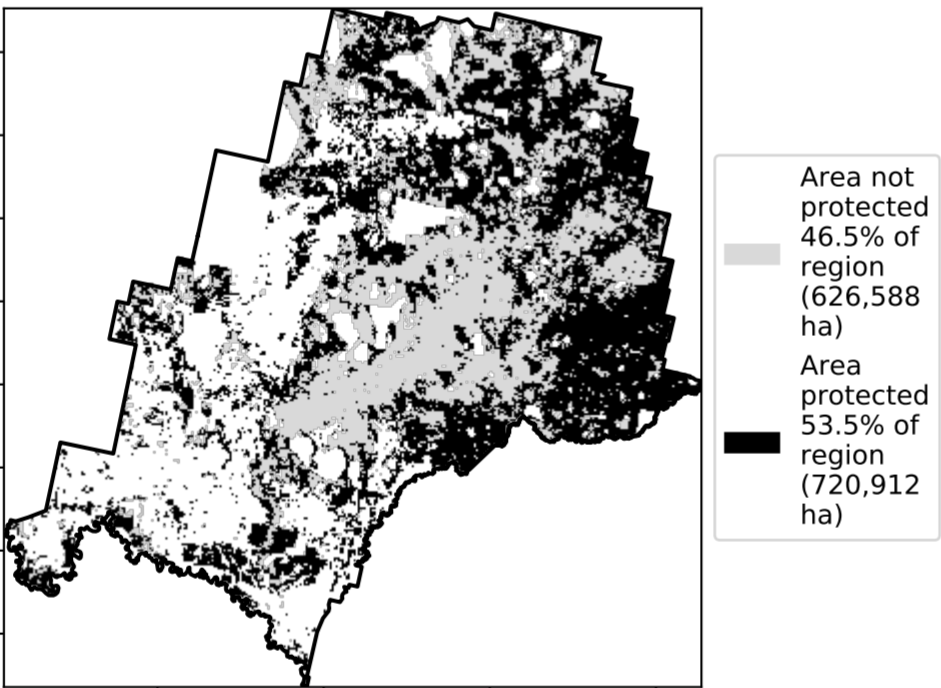 Area not
protected
46.5% of
region
(626,588
ha)
Area
protected
53.5% of
region
(720,912
ha)